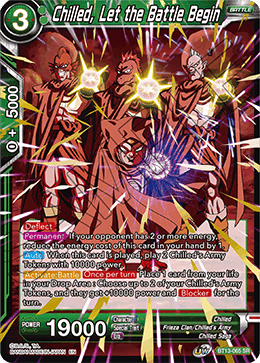 3
Chilled, Let the Battle Begin
BATTLE
+ 5000
Deflect
Permanent: If your opponent has 2 or more energy,
reduce the energy cost of this card in your hand by 1.
Auto: When this card is played, play 2 Chilled's Army
Tokens with 10000 power.
Activate:Battle Once per turn: Place 1 card from your life
in your Drop Area : Choose up to 2 of your Chilled's Army
Tokens, and they get +10000 power and Blocker for the
turn.
POWER 19000
Character Chilled
Special Trait Frieza Clan/Chilled's Army
Chilled Saga
EN
BT13-065 SR